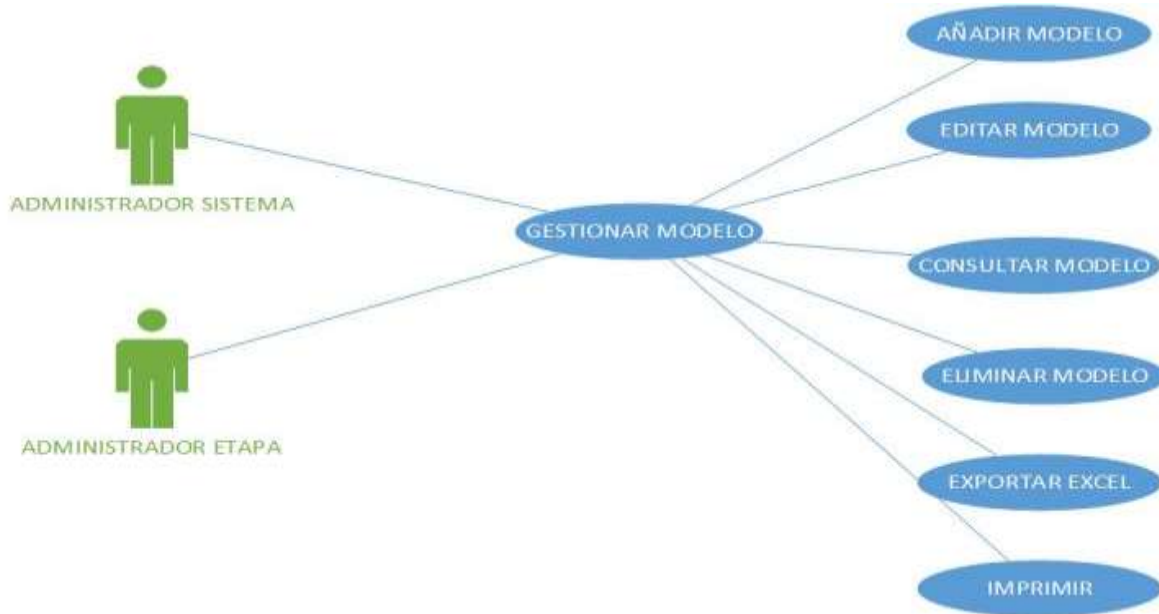 AÑADIR MODELO
EDITAR MODELO
ADMINISTRADOR SISTEMA
GESTIONAR MODELO
CONSULTAR MODELO
ELIMINAR MODELO
ADMINISTRADOR ETAPA
EXPORTAR EXCEL
IMPRIMIR